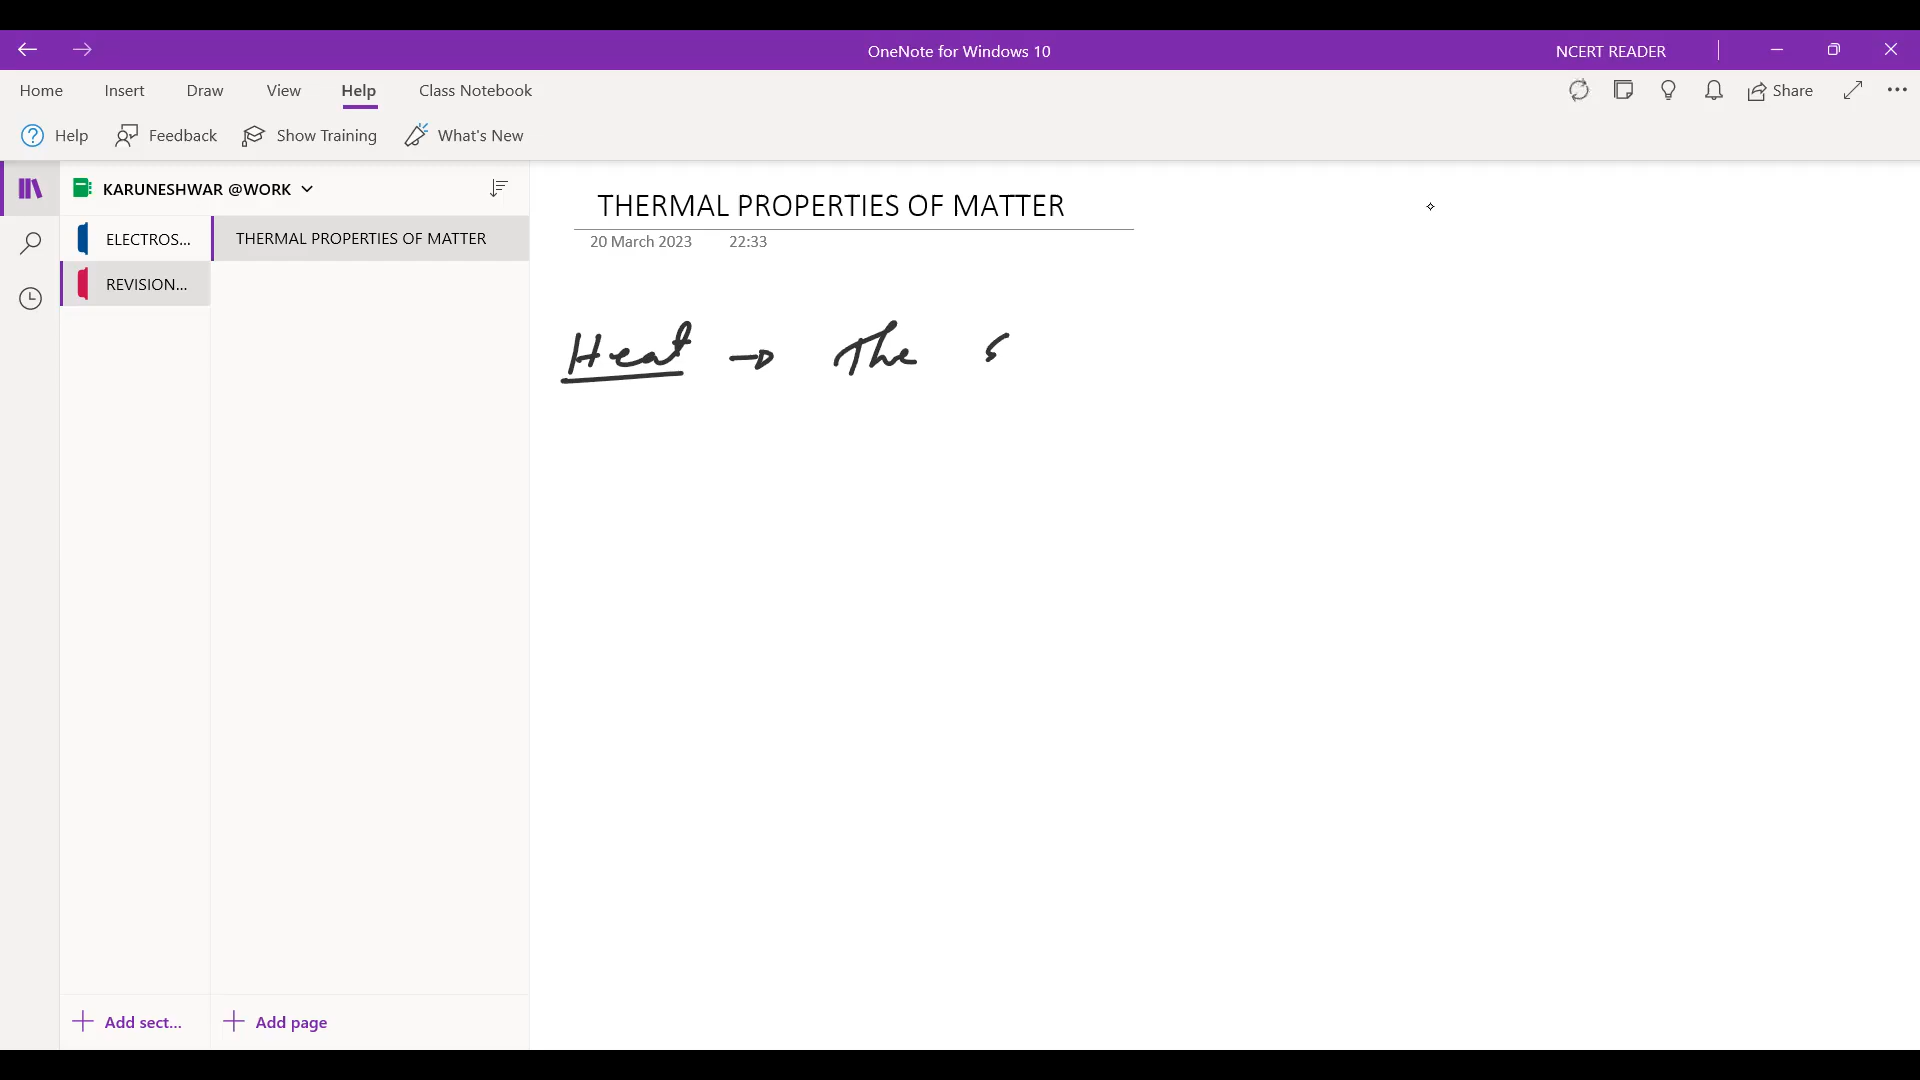 OneNote for Windows 10
NCERT READER
Home Insert Draw View Help Class Notebook
Share
Help Feedback Show Training What's New
KARUNESHWAR @WORK
ELECTROS...
REVISION...
THERMAL PROPERTIES OF MATTER
THERMAL PROPERTIES OF MATTER
20 March 2023 22:33
Heat → The
Add sect...
Add page